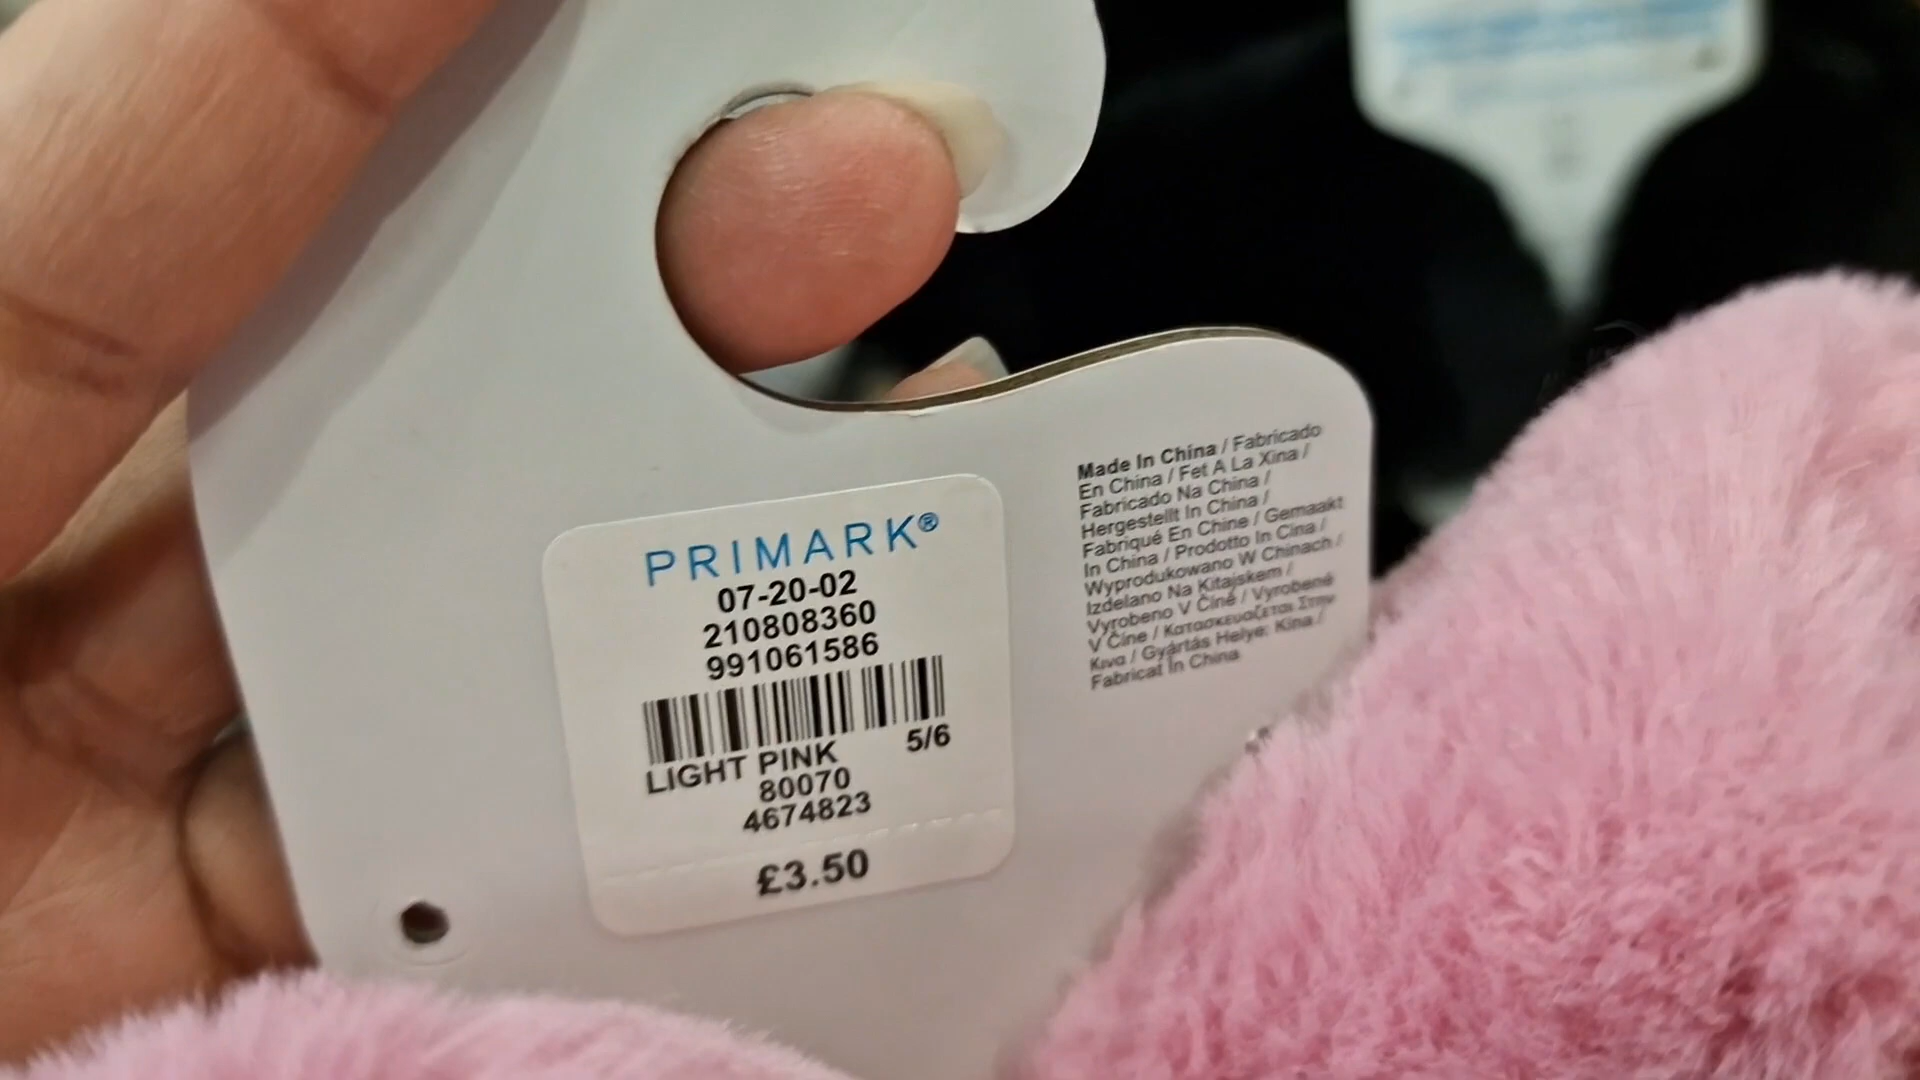 PRIMARK®
07-20-02
210808360
991061586
LIGHT PINK 5/6
80070
4674823
£3.50
Made In China / Fabricado
En China / Fet A La Xina /
Fabricado Na China /
Hergestellt In China /
Fabriqué En Chine / Gemaakt
In China / Prodotto In Cina /
Wyprodukowano W Chinach /
Izdelano Na Kitajskem /
Vyrobeno V Číně / Vyrobené
V Číne / Κατασκευάζεται Στην
Κινα / Gyártás Helye: Kína /
Fabricat În China